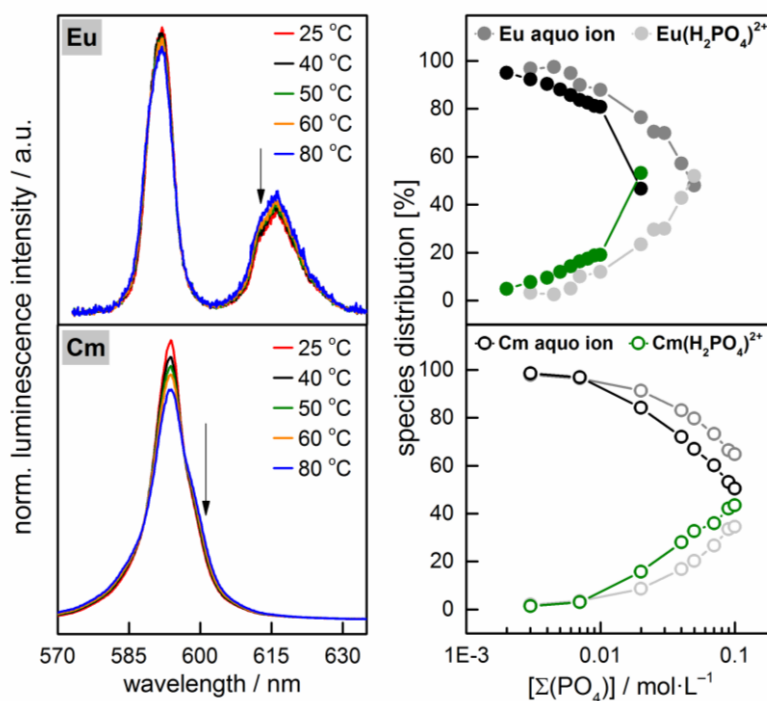 Eu
25 °C
40 °C
50 °C
60 °C
80 °C
Cm
25 °C
40 °C
50 °C
60 °C
80 °C
norm. luminescence intensity / a.u.
570 585 600 615 630
wavelength / nm
Eu aquo ion Eu(H₂PO₄)²⁺
100
80
60
40
20
0
Cm aquo ion Cm(H₂PO₄)²⁺
100
80
60
40
20
0
species distribution [%]
1E-3 0.01 0.1
[Σ(PO₄)] / mol·L⁻¹